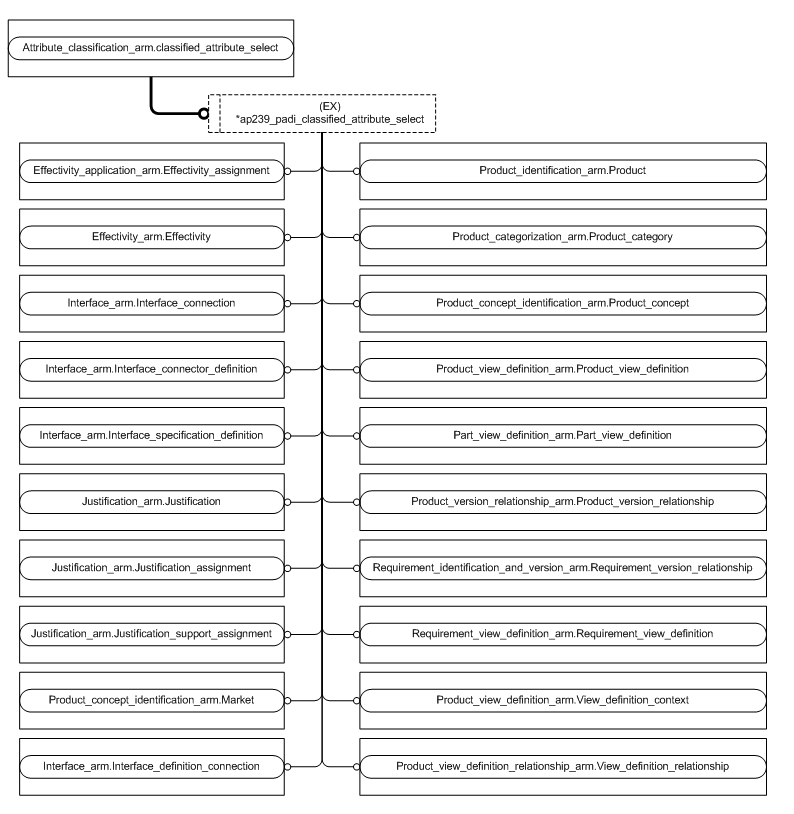 Attribute_classification_arm.classified_attribute_select
(EX)
*ap239_padi_classified_attribute_select
Effectivity_application_arm.Effectivity_assignment
Product_identification_arm.Product
Effectivity_arm.Effectivity
Product_categorization_arm.Product_category
Interface_arm.Interface_connection
Product_concept_identification_arm.Product_concept
Interface_arm.Interface_connector_definition
Product_view_definition_arm.Product_view_definition
Interface_arm.Interface_specification_definition
Part_view_definition_arm.Part_view_definition
Justification_arm.Justification
Product_version_relationship_arm.Product_version_relationship
Justification_arm.Justification_assignment
Requirement_identification_and_version_arm.Requirement_version_relationship
Justification_arm.Justification_support_assignment
Requirement_view_definition_arm.Requirement_view_definition
Product_concept_identification_arm.Market
Product_view_definition_arm.View_definition_context
Interface_arm.Interface_definition_connection
Product_view_definition_relationship_arm.View_definition_relationship